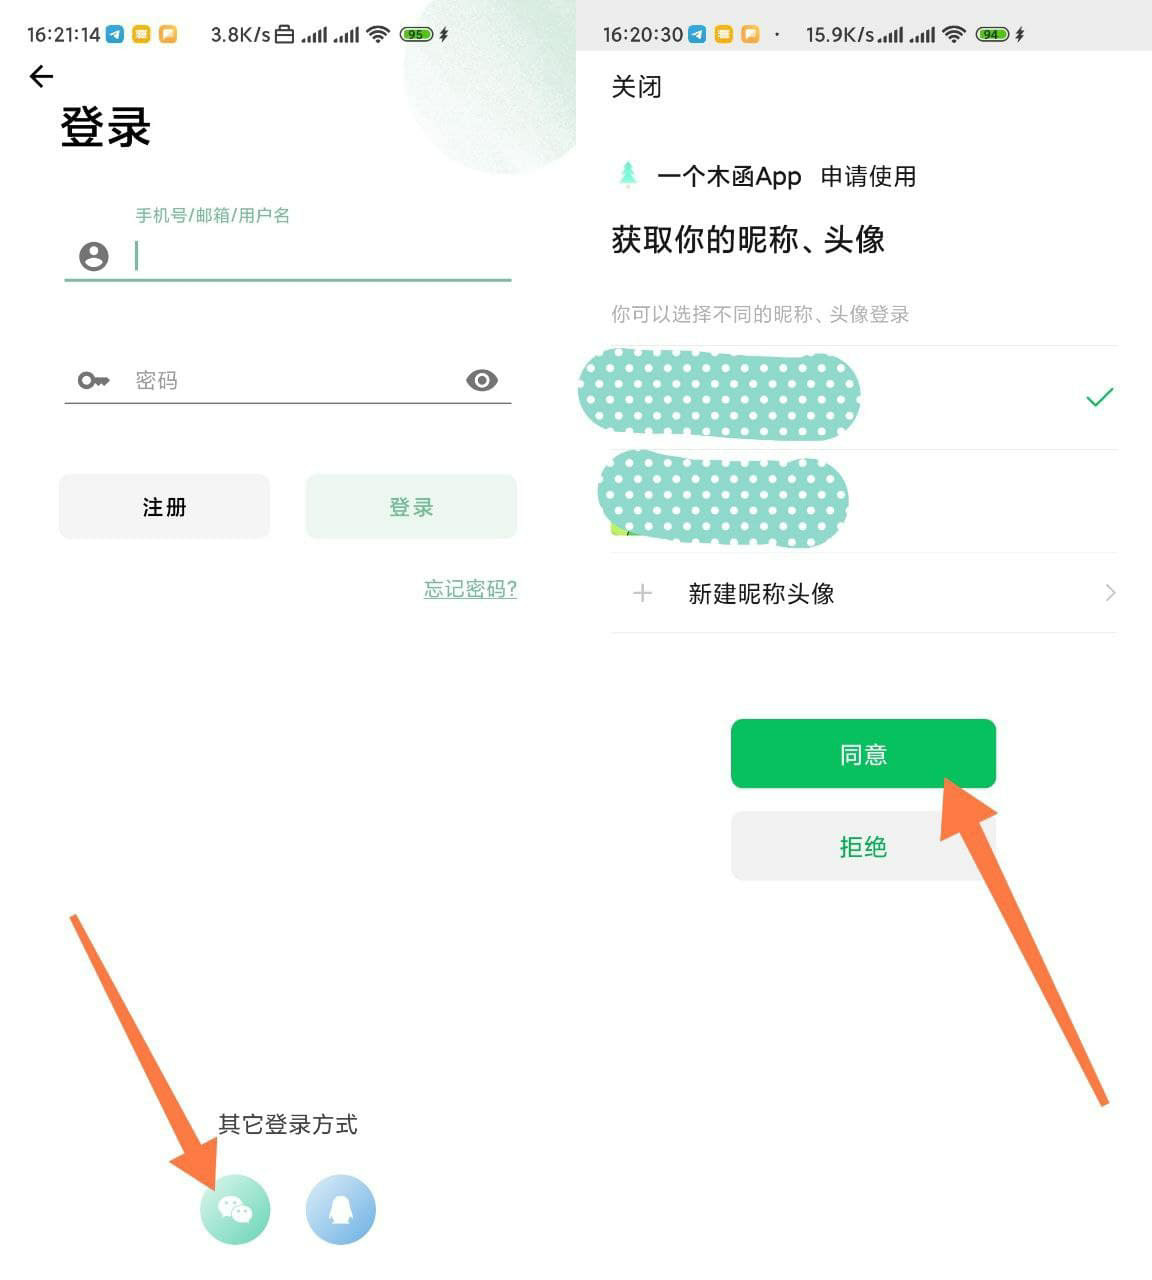 16:21:14 3.8K/s 95
登录
手机号/邮箱/用户名
密码
注册 登录
忘记密码?
其它登录方式
16:20:30 · 15.9K/s 94
关闭
一个木函App 申请使用
获取你的昵称、头像
你可以选择不同的昵称、头像登录
新建昵称头像
同意
拒绝